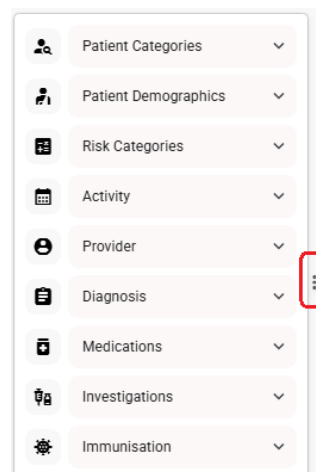 Patient Categories
Patient Demographics
Risk Categories
Activity
Provider
Diagnosis
Medications
Investigations
Immunisation